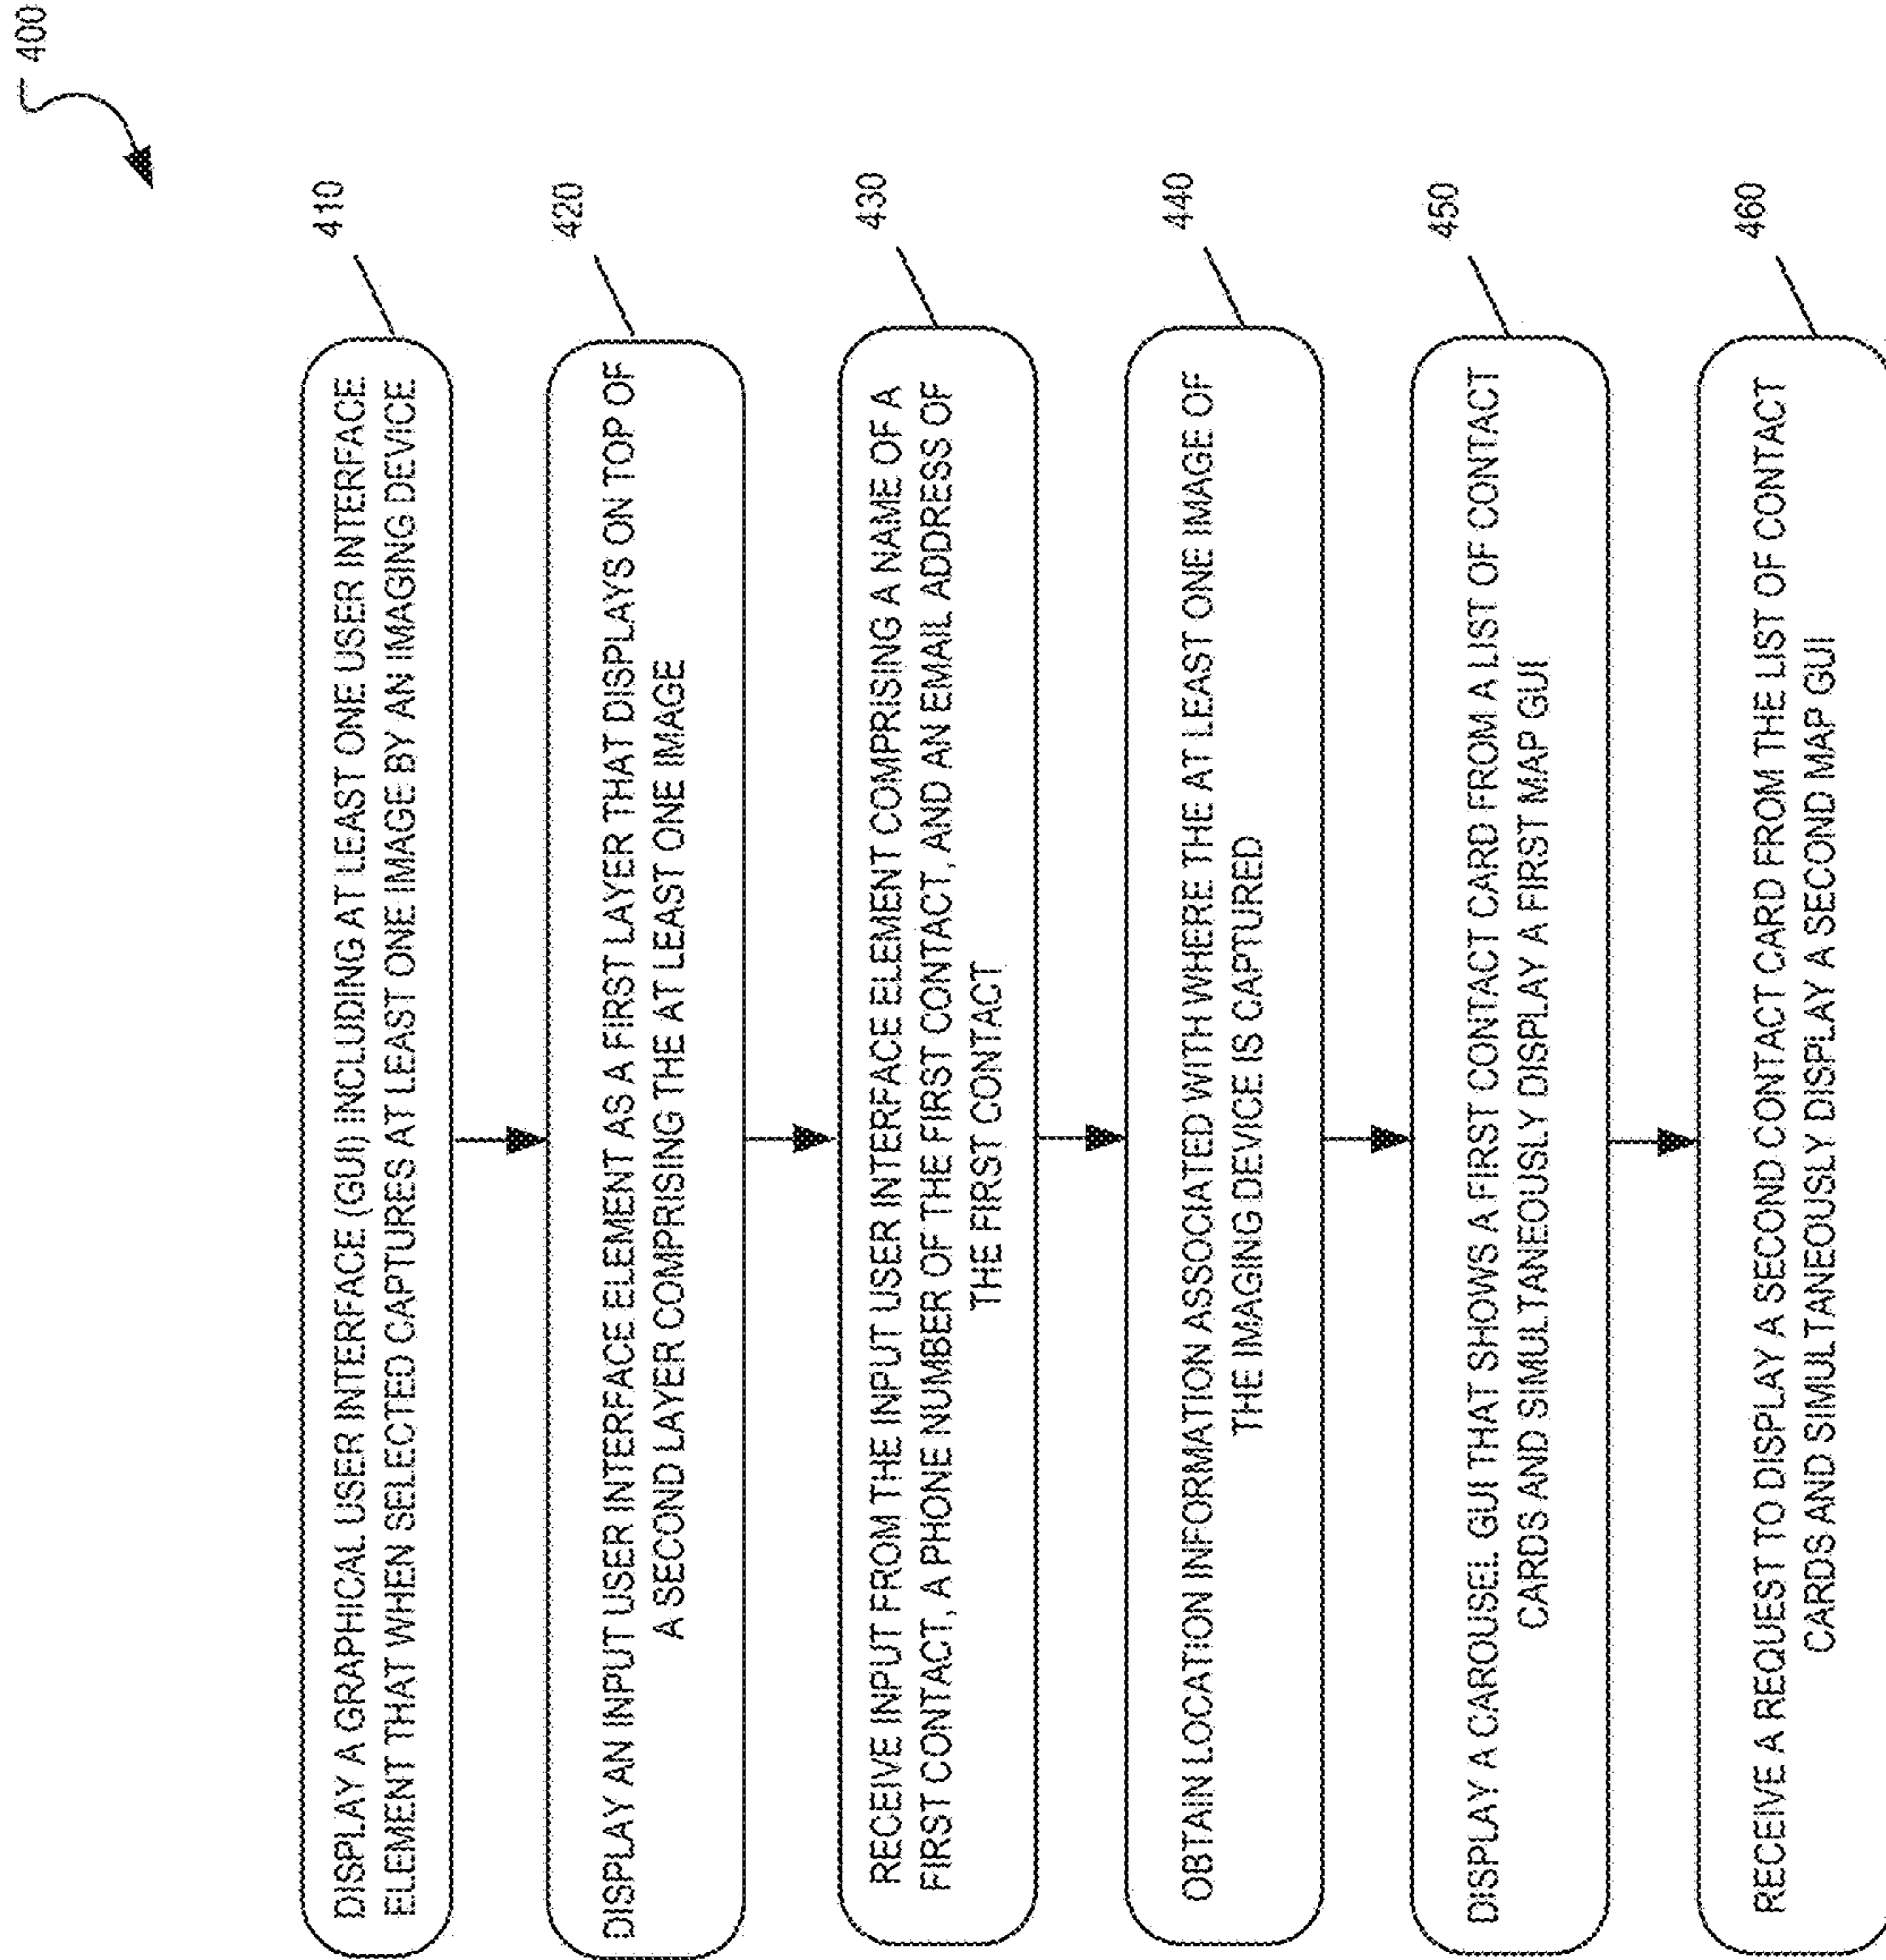 400
410
DISPLAY A GRAPHICAL USER INTERFACE (GUI) INCLUDING AT LEAST ONE USER INTERFACE
ELEMENT THAT WHEN SELECTED CAPTURES AT LEAST ONE IMAGE BY AN IMAGING DEVICE
420
DISPLAY AN INPUT USER INTERFACE ELEMENT AS A FIRST LAYER THAT DISPLAYS ON TOP OF
A SECOND LAYER COMPRISING THE AT LEAST ONE IMAGE
430
RECEIVE INPUT FROM THE INPUT USER INTERFACE ELEMENT COMPRISING A NAME OF A
FIRST CONTACT, A PHONE NUMBER OF THE FIRST CONTACT, AND AN EMAIL ADDRESS OF
THE FIRST CONTACT
440
OBTAIN LOCATION INFORMATION ASSOCIATED WITH WHERE THE AT LEAST ONE IMAGE OF
THE IMAGING DEVICE IS CAPTURED
450
DISPLAY A CAROUSEL GUI THAT SHOWS A FIRST CONTACT CARD FROM A LIST OF CONTACT
CARDS AND SIMULTANEOUSLY DISPLAY A FIRST MAP GUI
460
RECEIVE A REQUEST TO DISPLAY A SECOND CONTACT CARD FROM THE LIST OF CONTACT
CARDS AND SIMULTANEOUSLY DISPLAY A SECOND MAP GUI